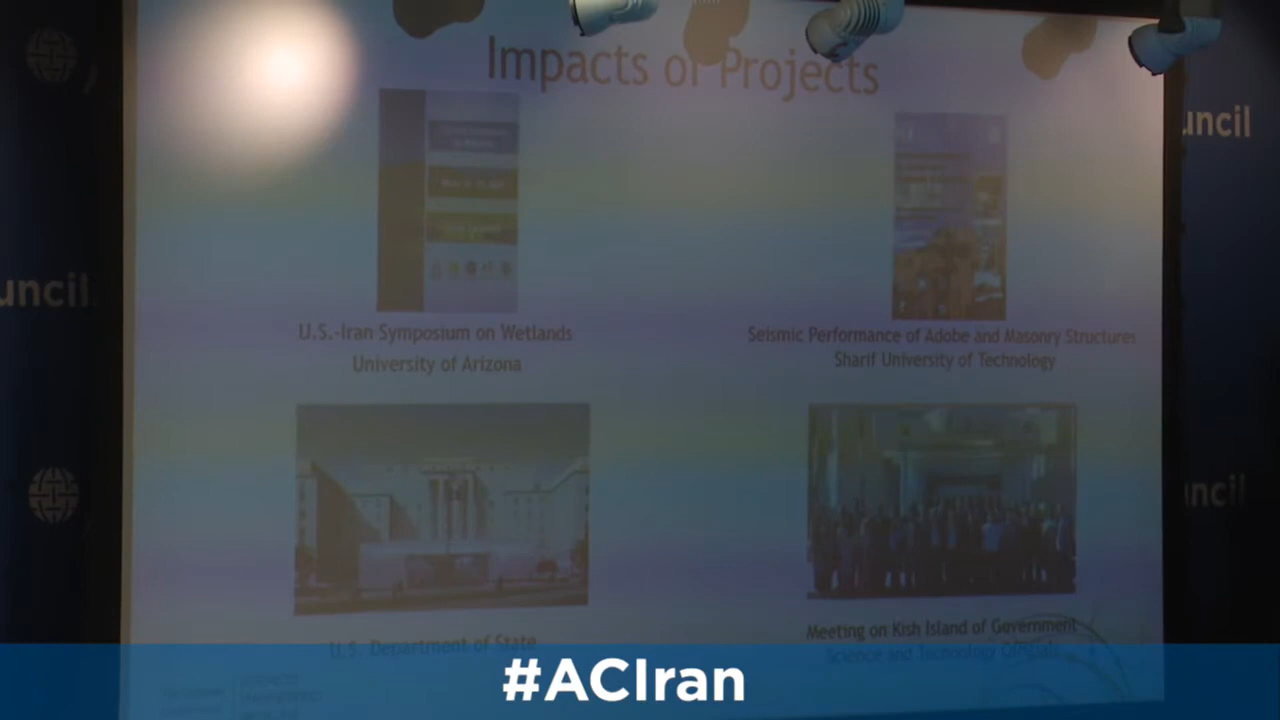 Impacts of Projects
uncil
uncil
U.S.-Iran Symposium on Wetlands
University of Arizona
Seismic Performance of Adobe and Masonry Structures
Sharif University of Technology
uncil
U.S. Department of State
Meeting on Kish Island of Government
Science and Technology Officials
#ACIran